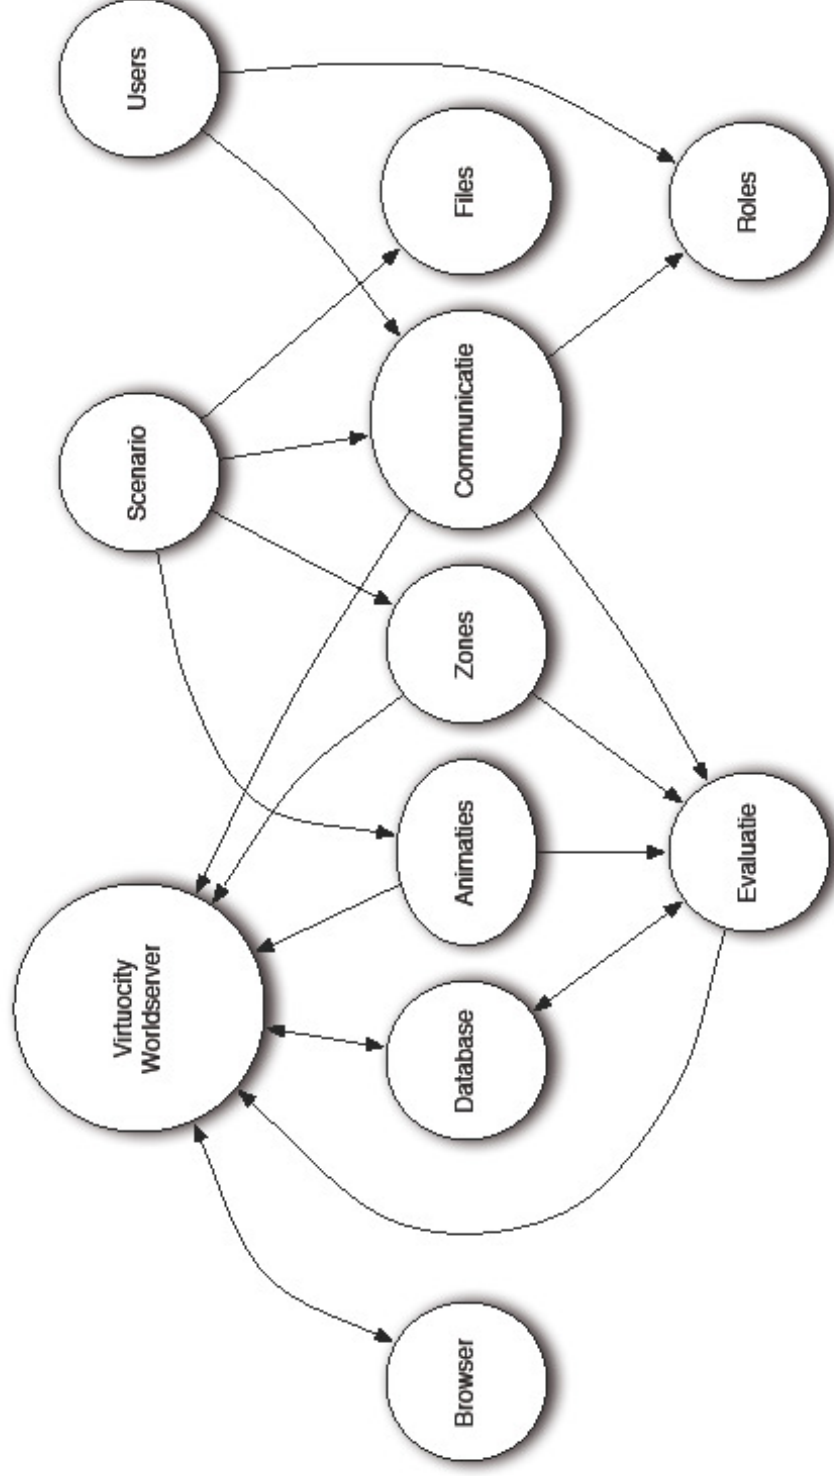 Virtuocity
Worldserver
Scenario
Users
Browser
Database
Animaties
Zones
Communicatie
Files
Evaluatie
Roles